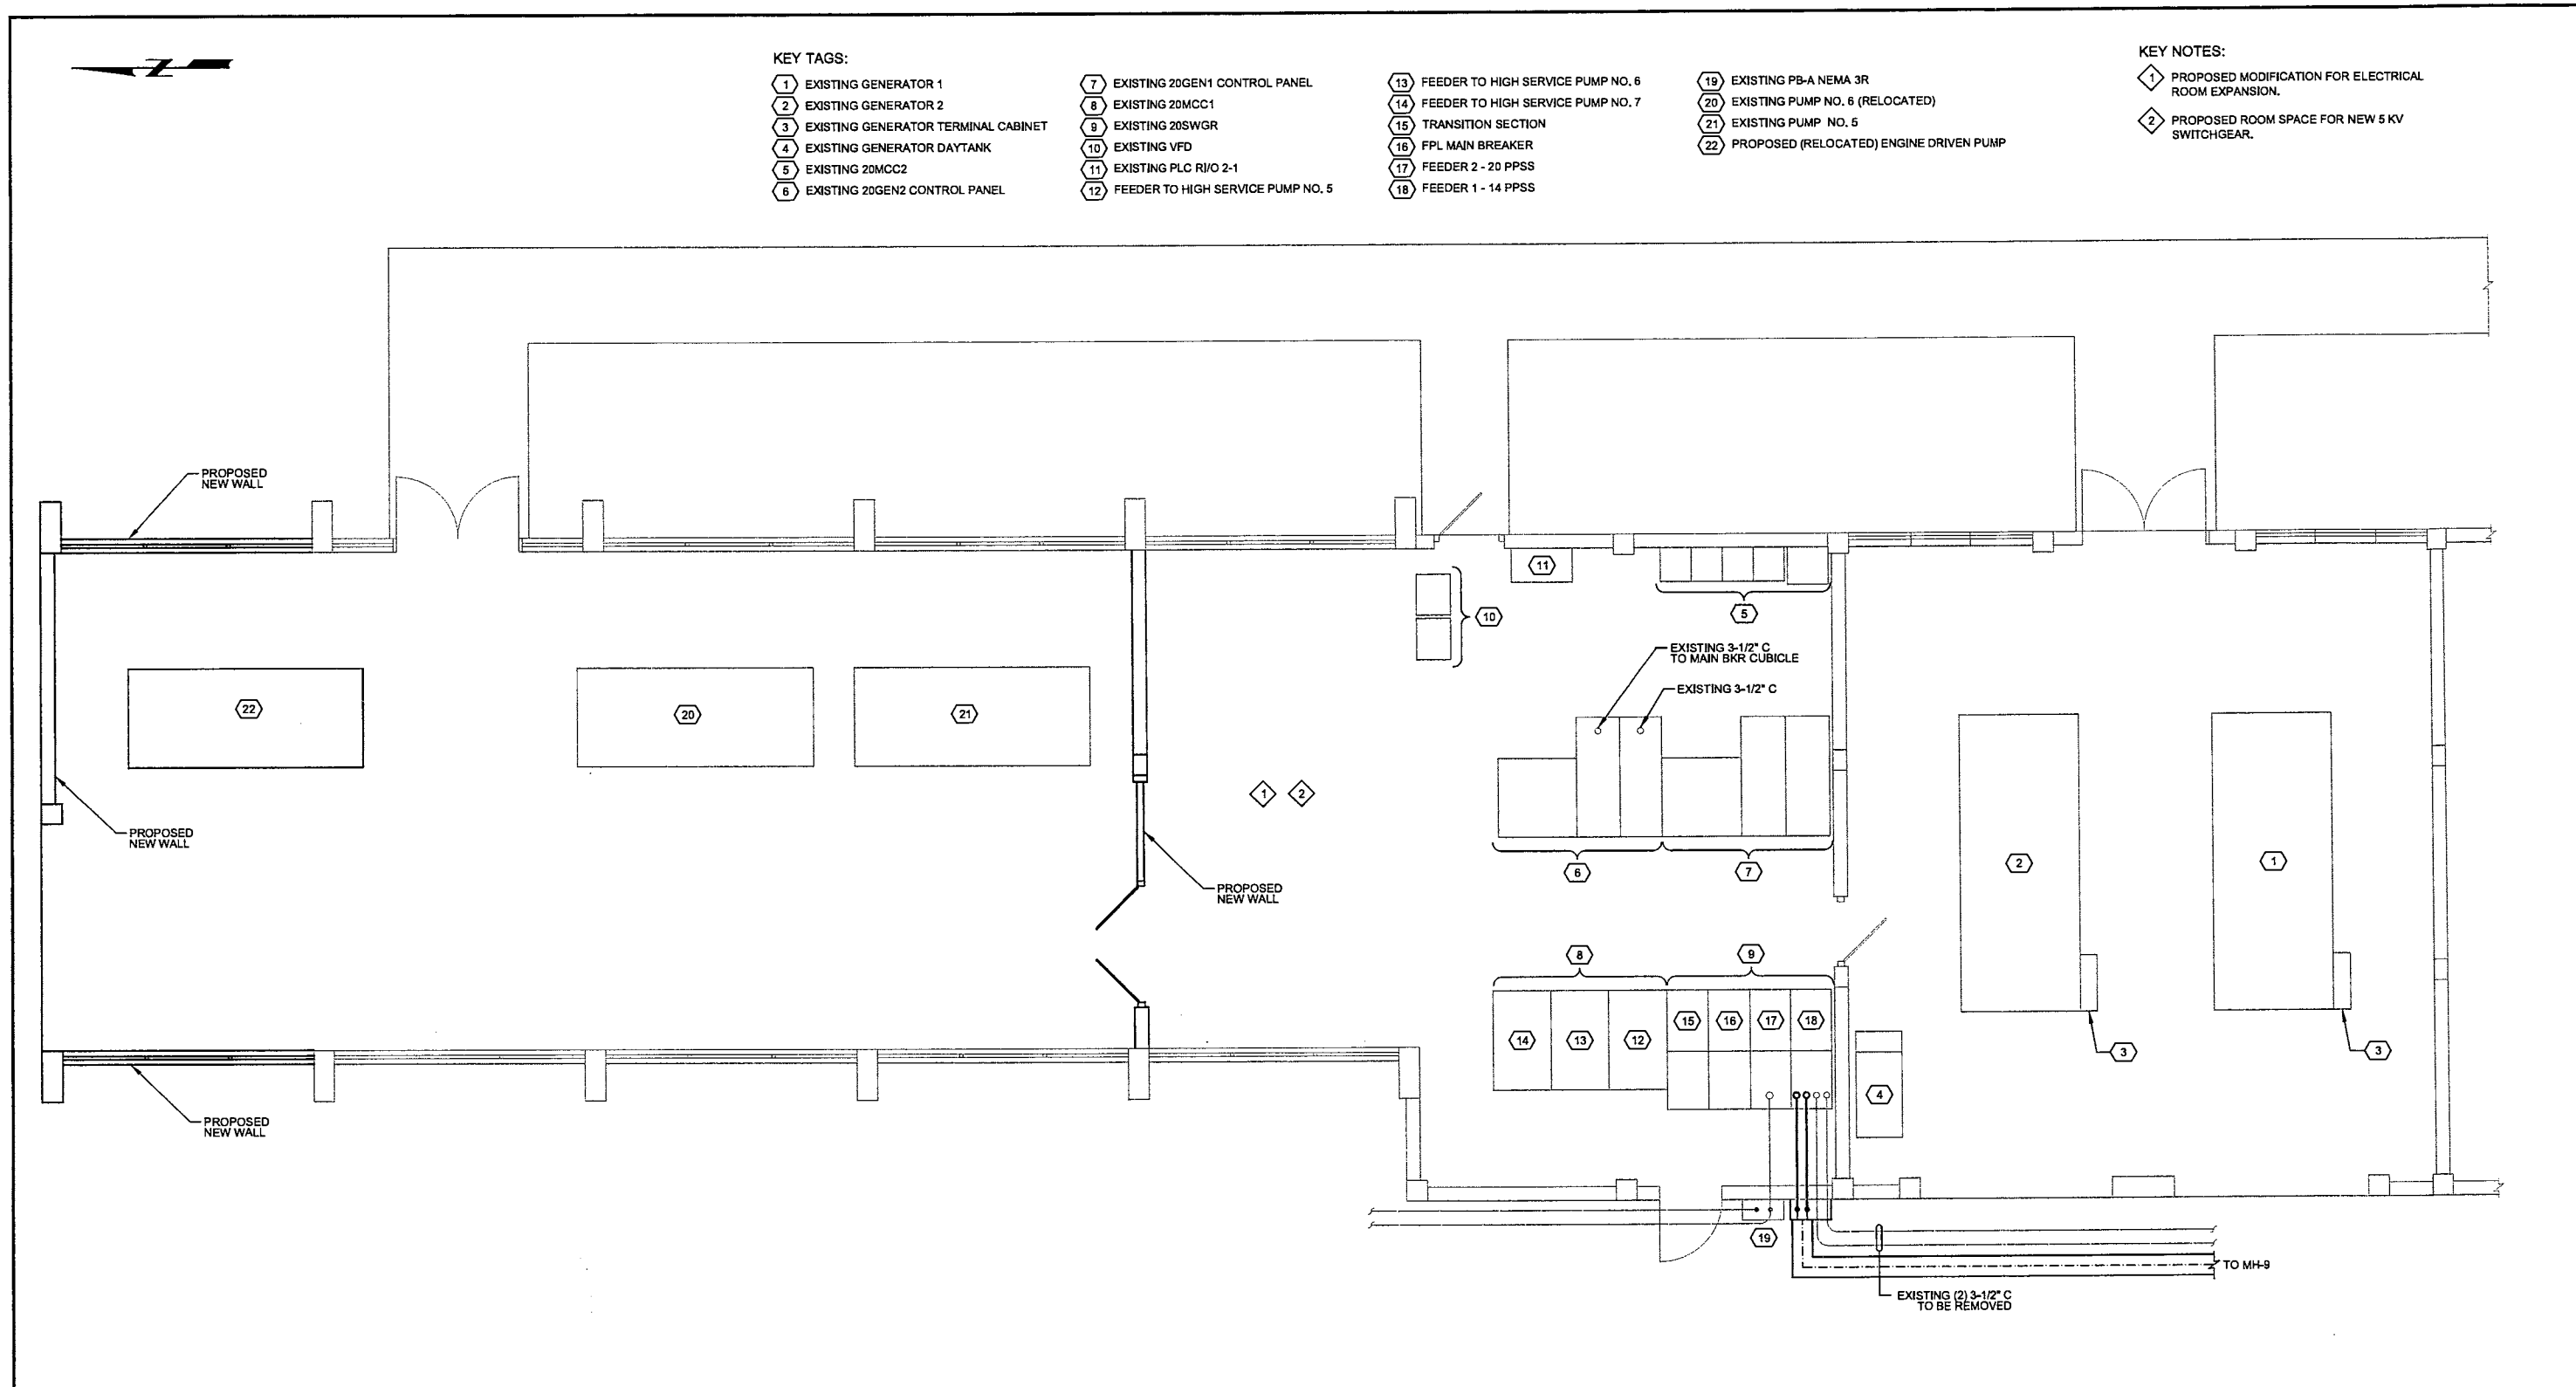 Z
KEY TAGS:
1 EXISTING GENERATOR 1
2 EXISTING GENERATOR 2
3 EXISTING GENERATOR TERMINAL CABINET
4 EXISTING GENERATOR DAYTANK
5 EXISTING 20MCC2
6 EXISTING 20GEN2 CONTROL PANEL
7 EXISTING 20GEN1 CONTROL PANEL
8 EXISTING 20MCC1
9 EXISTING 20SWGR
10 EXISTING VFD
11 EXISTING PLC RI/O 2-1
12 FEEDER TO HIGH SERVICE PUMP NO. 5
13 FEEDER TO HIGH SERVICE PUMP NO. 6
14 FEEDER TO HIGH SERVICE PUMP NO. 7
15 TRANSITION SECTION
16 FPL MAIN BREAKER
17 FEEDER 2 - 20 PPSS
18 FEEDER 1 - 14 PPSS
19 EXISTING PB-A NEMA 3R
20 EXISTING PUMP NO. 6 (RELOCATED)
21 EXISTING PUMP NO. 5
22 PROPOSED (RELOCATED) ENGINE DRIVEN PUMP
KEY NOTES:
1 PROPOSED MODIFICATION FOR ELECTRICAL
ROOM EXPANSION.
2 PROPOSED ROOM SPACE FOR NEW 5 KV
SWITCHGEAR.
PROPOSED
NEW WALL
11
5
10
EXISTING 3-1/2" C
TO MAIN BKR CUBICLE
EXISTING 3-1/2" C
22
20
21
1 2
PROPOSED
NEW WALL
6
7
2
1
PROPOSED
NEW WALL
8
9
14
13
12
15
16
17
18
3
3
4
PROPOSED
NEW WALL
19
TO MH-9
EXISTING (2) 3-1/2" C
TO BE REMOVED